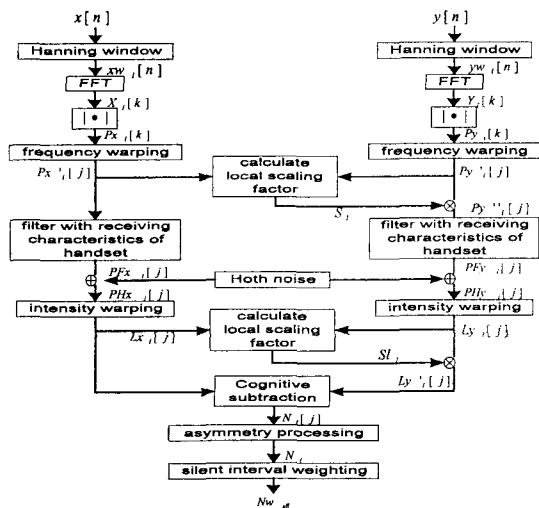 x[n] y[n]
Hanning window Hanning window
xw_i[n] yw_i[n]
FFT FFT
X_i[k] Y_i[k]
|•| |•|
Px_i[k] Py_i[k]
frequency warping frequency warping
calculate
local scaling
factor
Px'_i[j] Py'_i[j]
S_i Py''_i[j]
filter with receiving
characteristics of
handset
filter with receiving
characteristics of
handset
PFx_i[j] PFy_i[j]
⊕ Hoth noise ⊕
PHx_i[j] PHy_i[j]
intensity warping intensity warping
calculate
local scaling
factor
Lx_i[j] Ly_i[j]
Sl_i
Cognitive
subtraction
Ly'_i[j]
N_i[j]
asymmetry processing
N_i
silent interval weighting
Nw